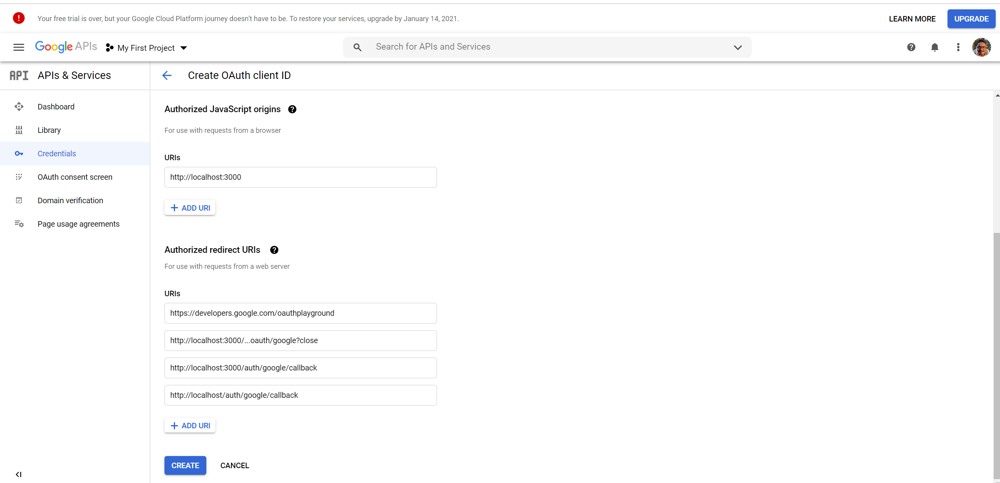 Your free trial is over, but your Google Cloud Platform journey doesn’t have to be. To restore your services, upgrade by January 14, 2021.
LEARN MORE
UPGRADE
Google APIs
My First Project
Search for APIs and Services
API
APIs & Services
Create OAuth client ID
Dashboard
Library
Credentials
OAuth consent screen
Domain verification
Page usage agreements
Authorized JavaScript origins
For use with requests from a browser
URIs
http://localhost:3000
ADD URI
Authorized redirect URIs
For use with requests from a web server
URIs
https://developers.google.com/oauthplayground
http://localhost:3000/...oauth/google?close
http://localhost:3000/auth/google/callback
http://localhost/auth/google/callback
ADD URI
CREATE
CANCEL